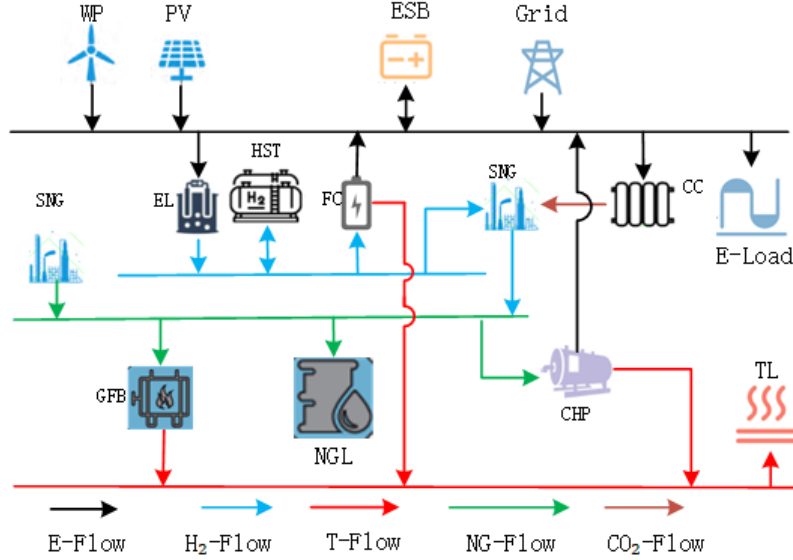 WP PV ESB Grid
HST
SNG EL H2 FC SNG CC
E-Load
GFB NGL CHP TL
E-Flow H₂-Flow T-Flow NG-Flow CO₂-Flow